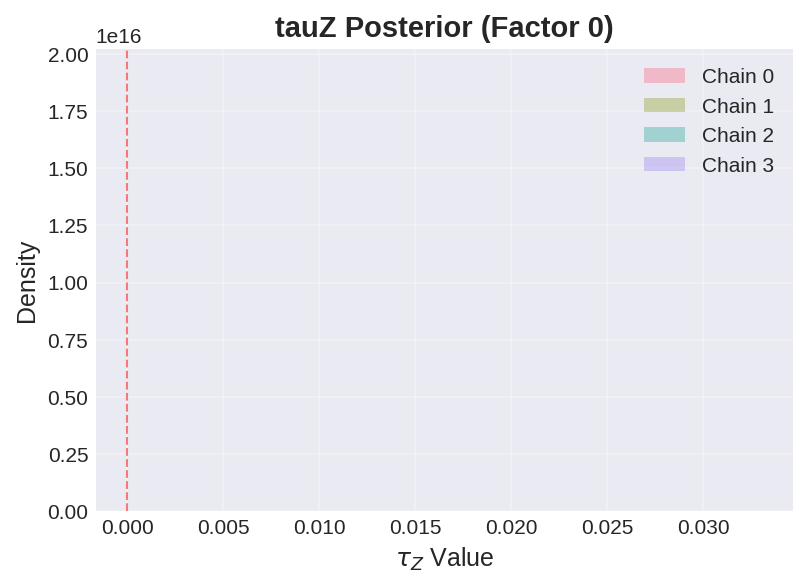 tauZ Posterior (Factor 0)
1e16
2.00
1.75
1.50
1.25
1.00
0.75
0.50
0.25
0.00
Density
Chain 0
Chain 1
Chain 2
Chain 3
0.000 0.005 0.010 0.015 0.020 0.025 0.030
τ_Z Value